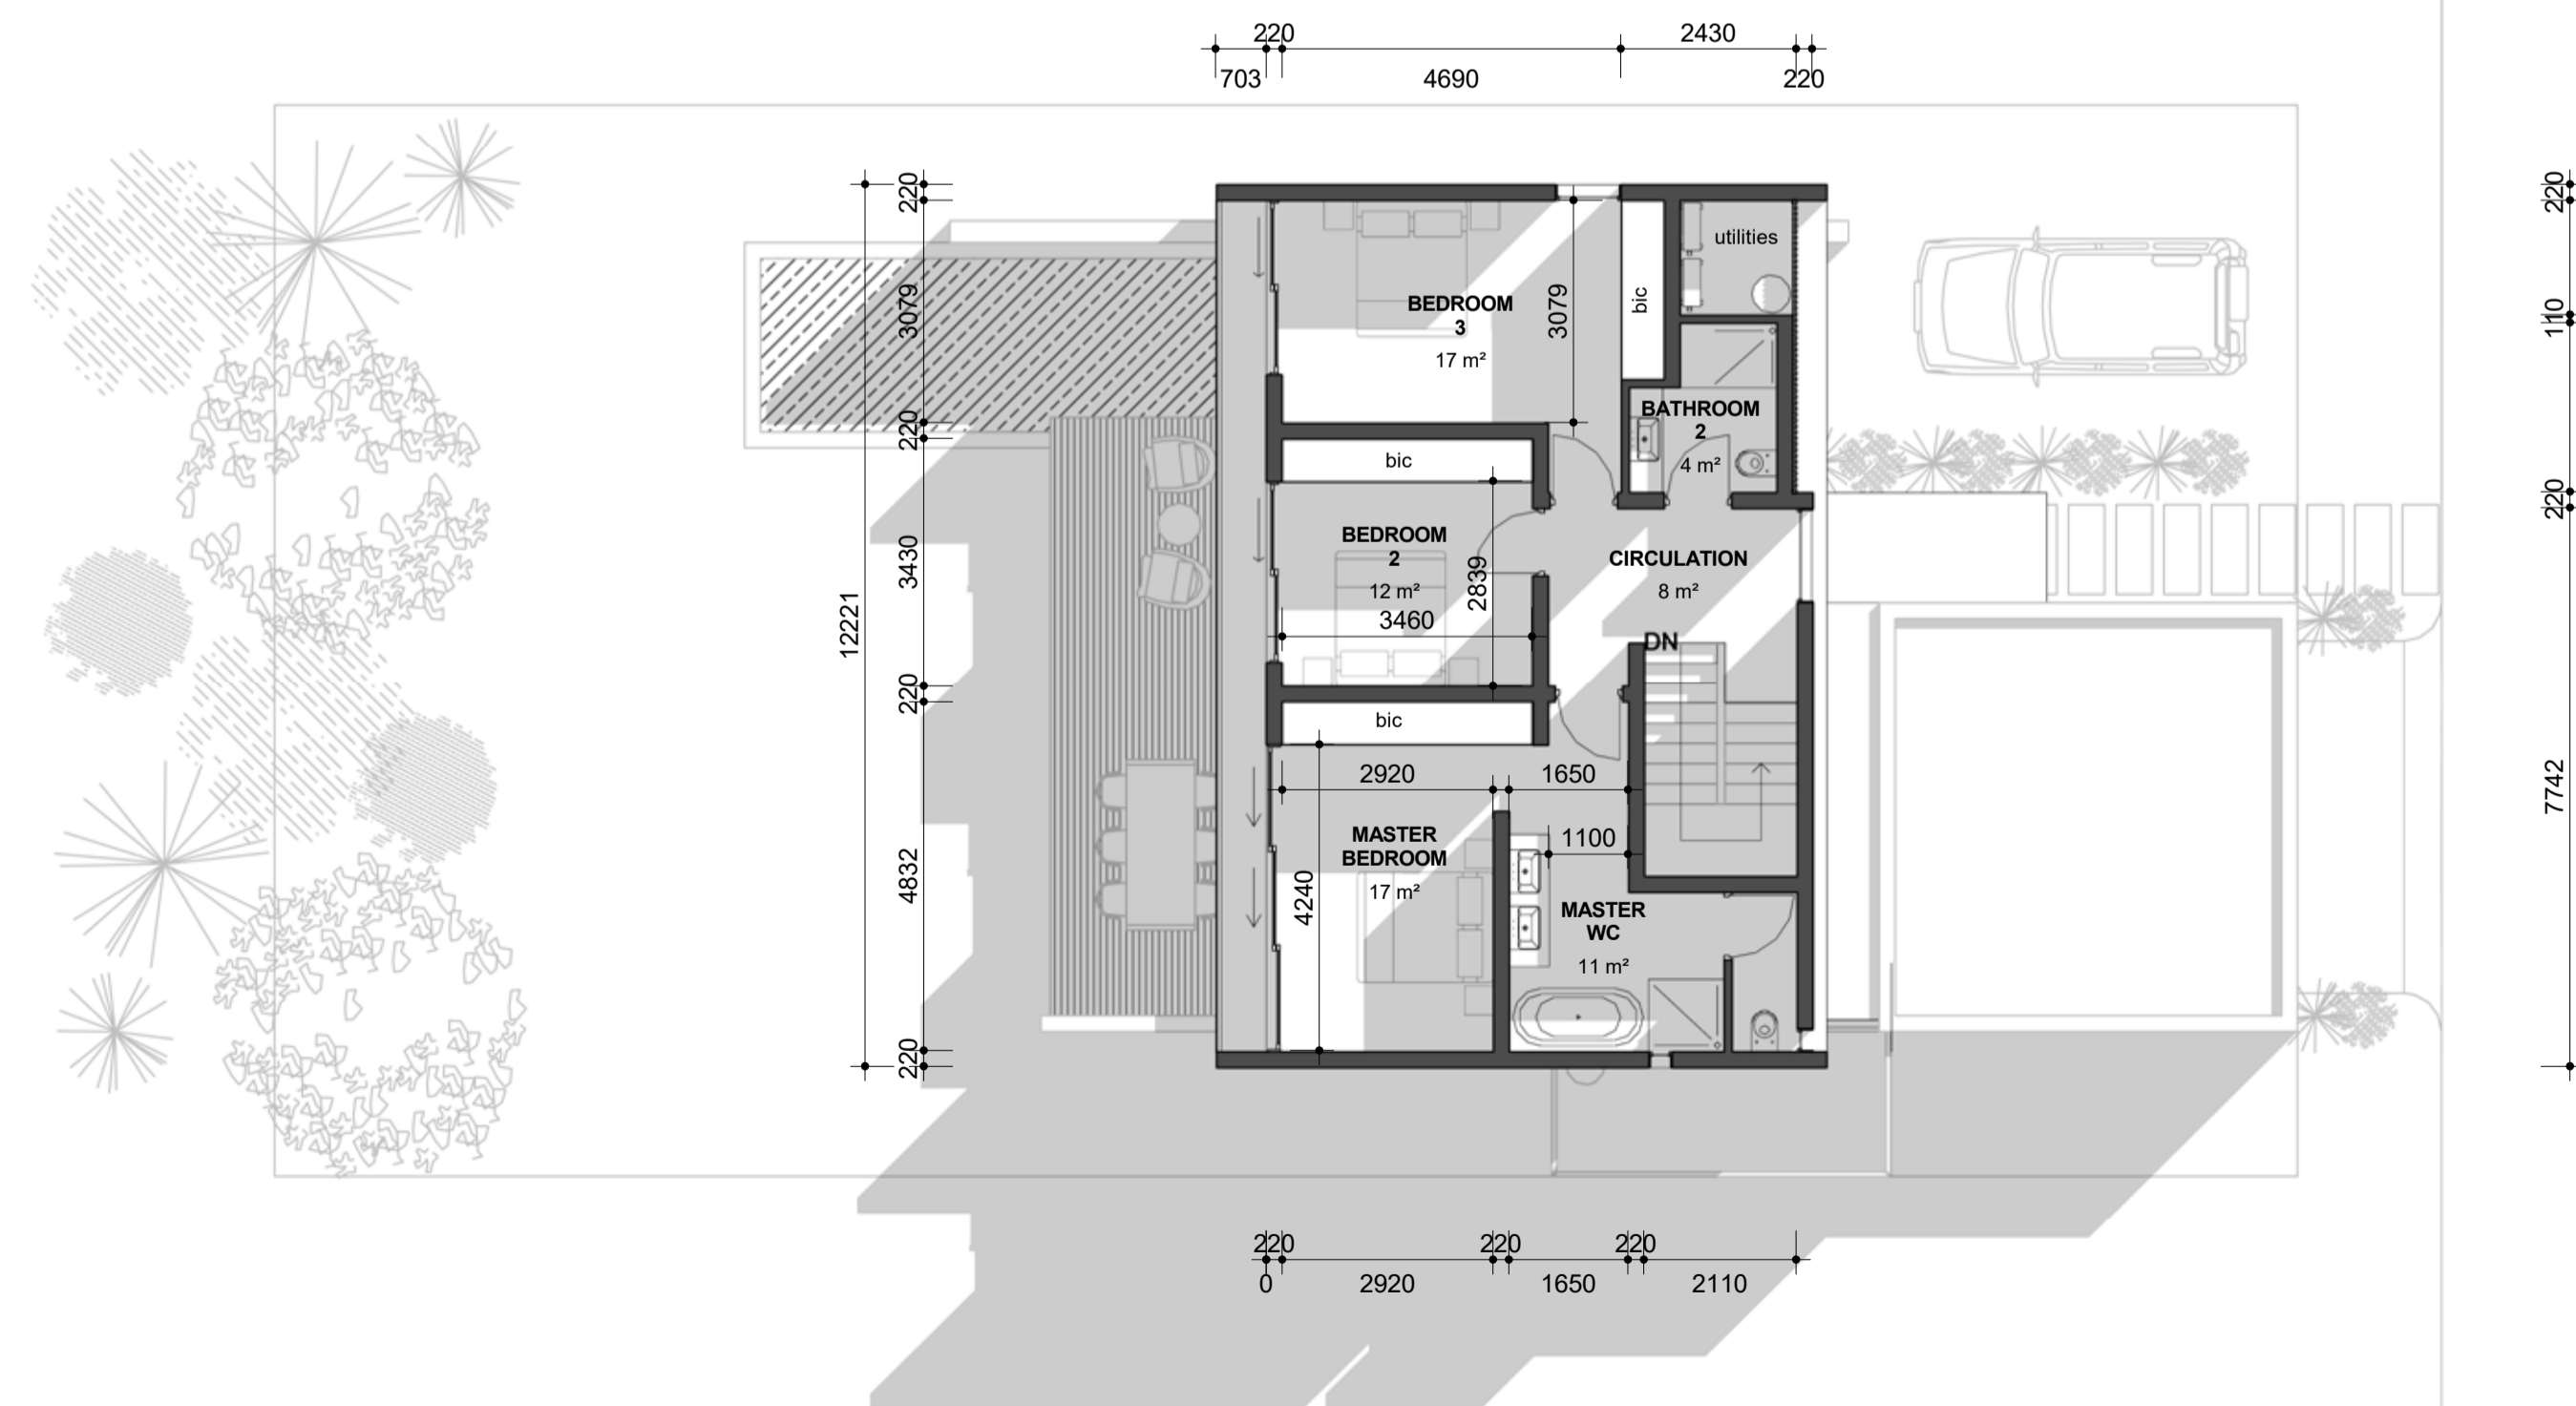 220
2430
703
4690
220
220
220
utilities
3079
3079
BEDROOM
3
bic
110
17 m²
BATHROOM
2
220
bic
4 m²
220
BEDROOM
2
3430
2839
CIRCULATION
12 m²
8 m²
12221
3460
DN
220
bic
2920
1650
7742
MASTER
BEDROOM
1100
4832
17 m²
4240
MASTER
WC
11 m²
220
220
220
220
0
2920
1650
2110